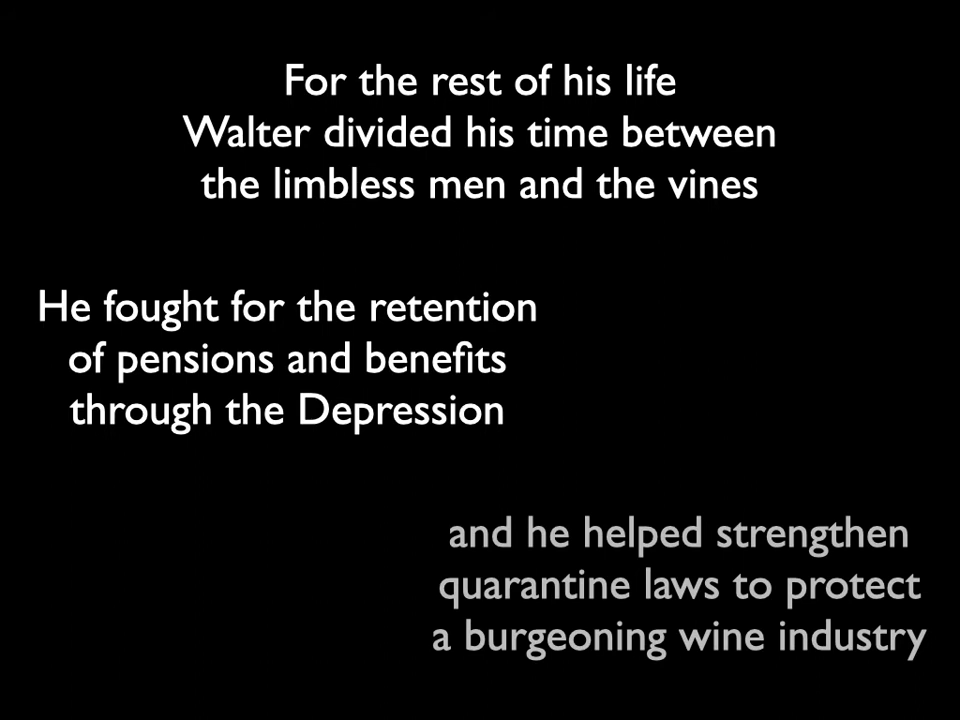 For the rest of his life
Walter divided his time between
the limbless men and the vines
He fought for the retention
of pensions and benefits
through the Depression
and he helped strengthen
quarantine laws to protect
a burgeoning wine industry